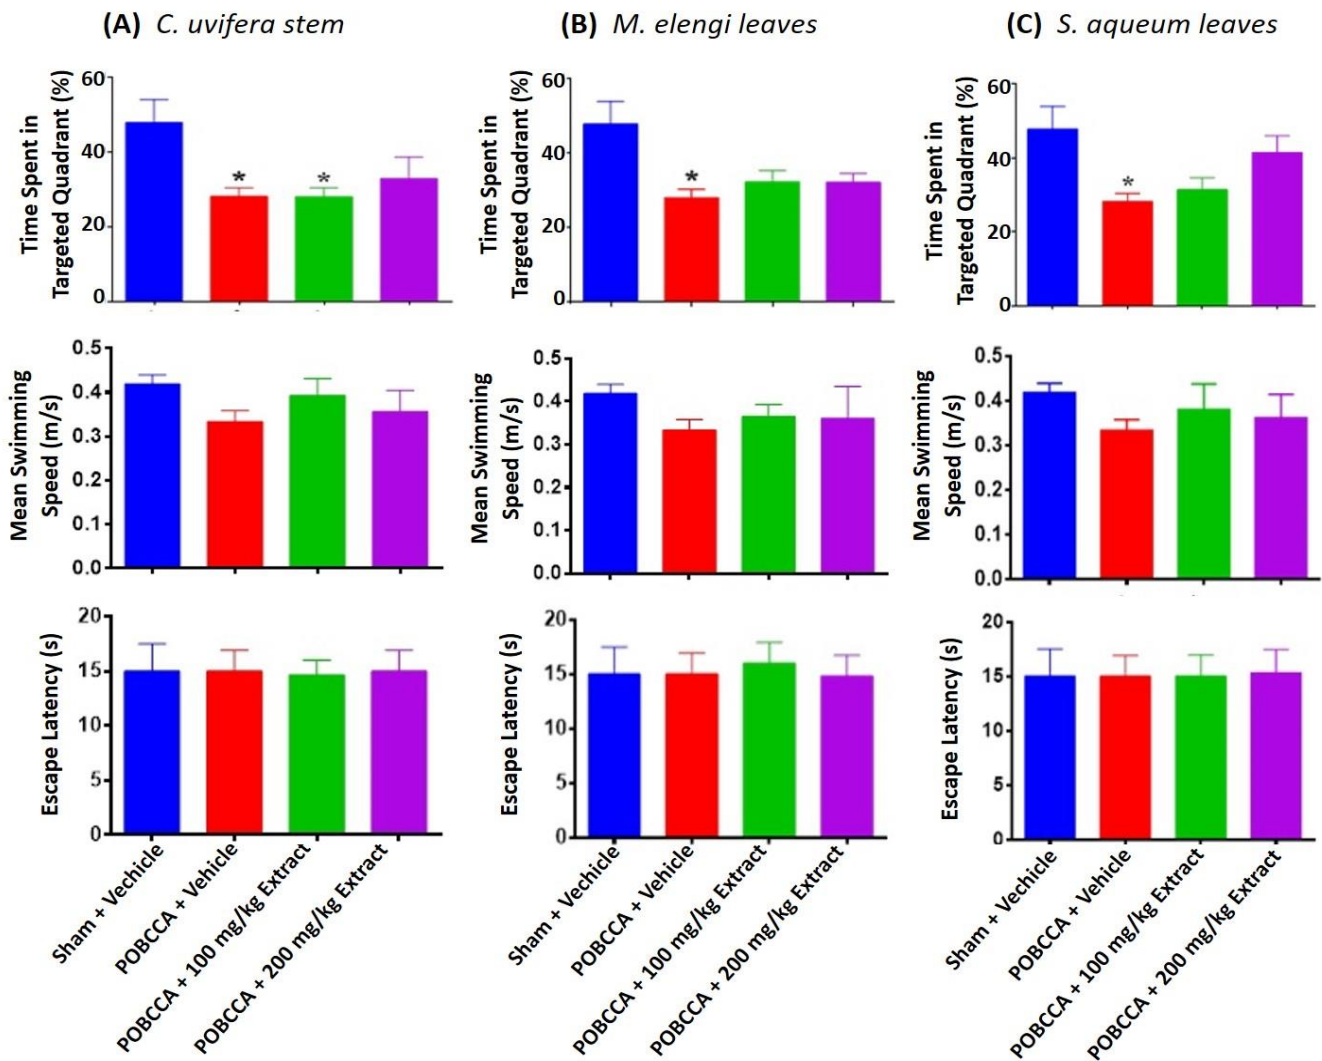 (A) C. uvifera stem
Time Spent in
Targeted Quadrant (%)
60
40
20
0
*
*
Mean Swimming
Speed (m/s)
0.5
0.4
0.3
0.2
0.1
0.0
Escape Latency (s)
20
15
10
5
0
Sham + Vechicle
POBCCA + Vehicle
POBCCA + 100 mg/kg Extract
POBCCA + 200 mg/kg Extract
(B) M. elengi leaves
Time Spent in
Targeted Quadrant (%)
60
40
20
0
*
Mean Swimming
Speed (m/s)
0.5
0.4
0.3
0.2
0.1
0.0
Escape Latency (s)
20
15
10
5
0
Sham + Vechicle
POBCCA + Vehicle
POBCCA + 100 mg/kg Extract
POBCCA + 200 mg/kg Extract
(C) S. aqueum leaves
Time Spent in
Targeted Quadrant (%)
60
40
20
0
*
Mean Swimming
Speed (m/s)
0.5
0.4
0.3
0.2
0.1
0.0
Escape Latency (s)
20
15
10
5
0
Sham + Vechicle
POBCCA + Vehicle
POBCCA + 100 mg/kg Extract
POBCCA + 200 mg/kg Extract